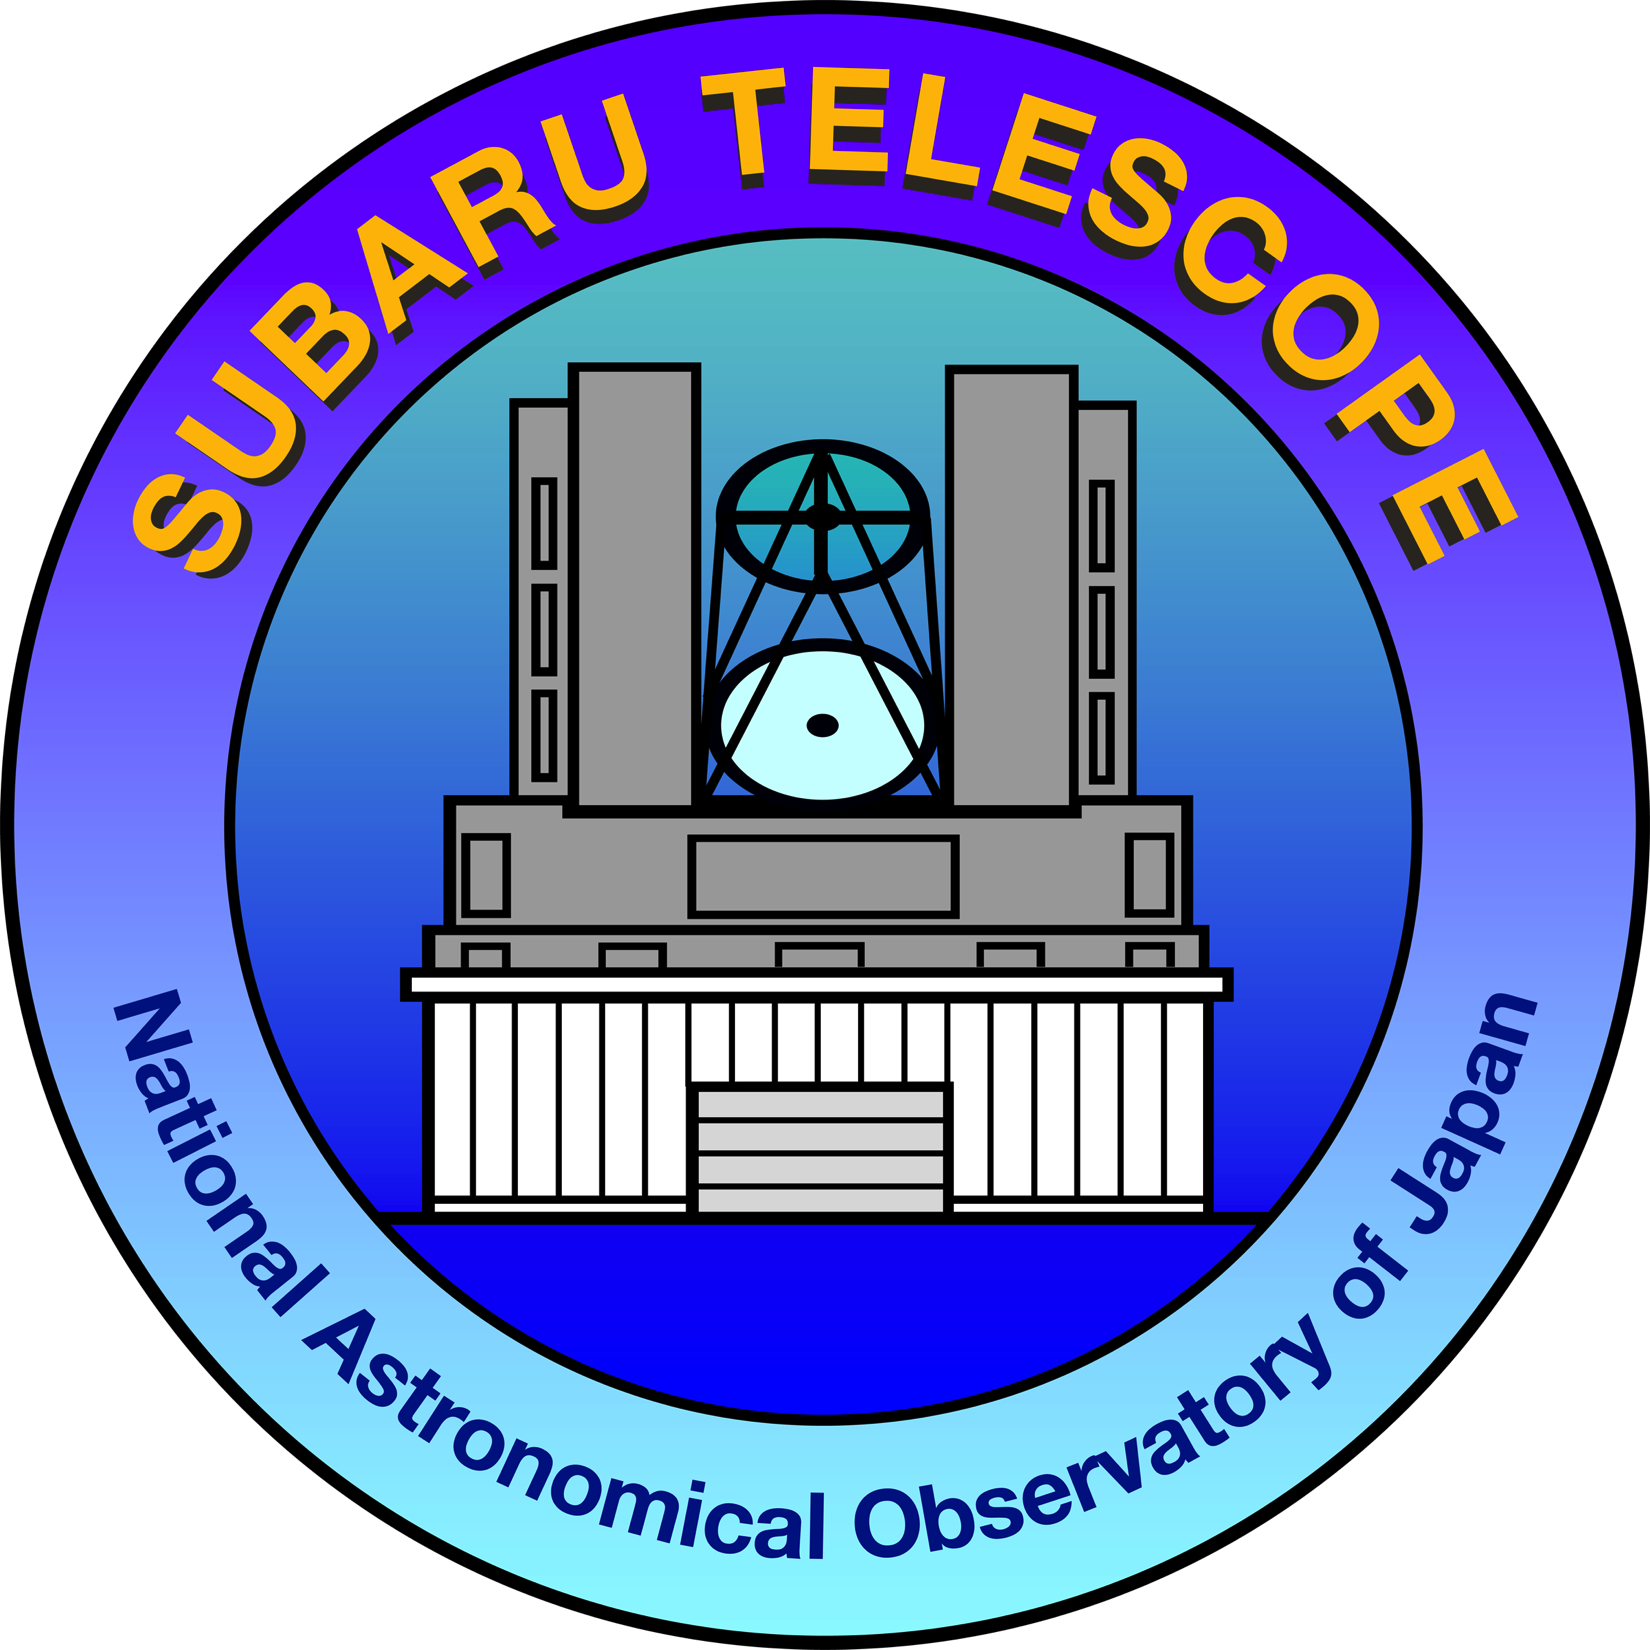 SUBARU TELESCOPE
National Astronomical Observatory of Japan